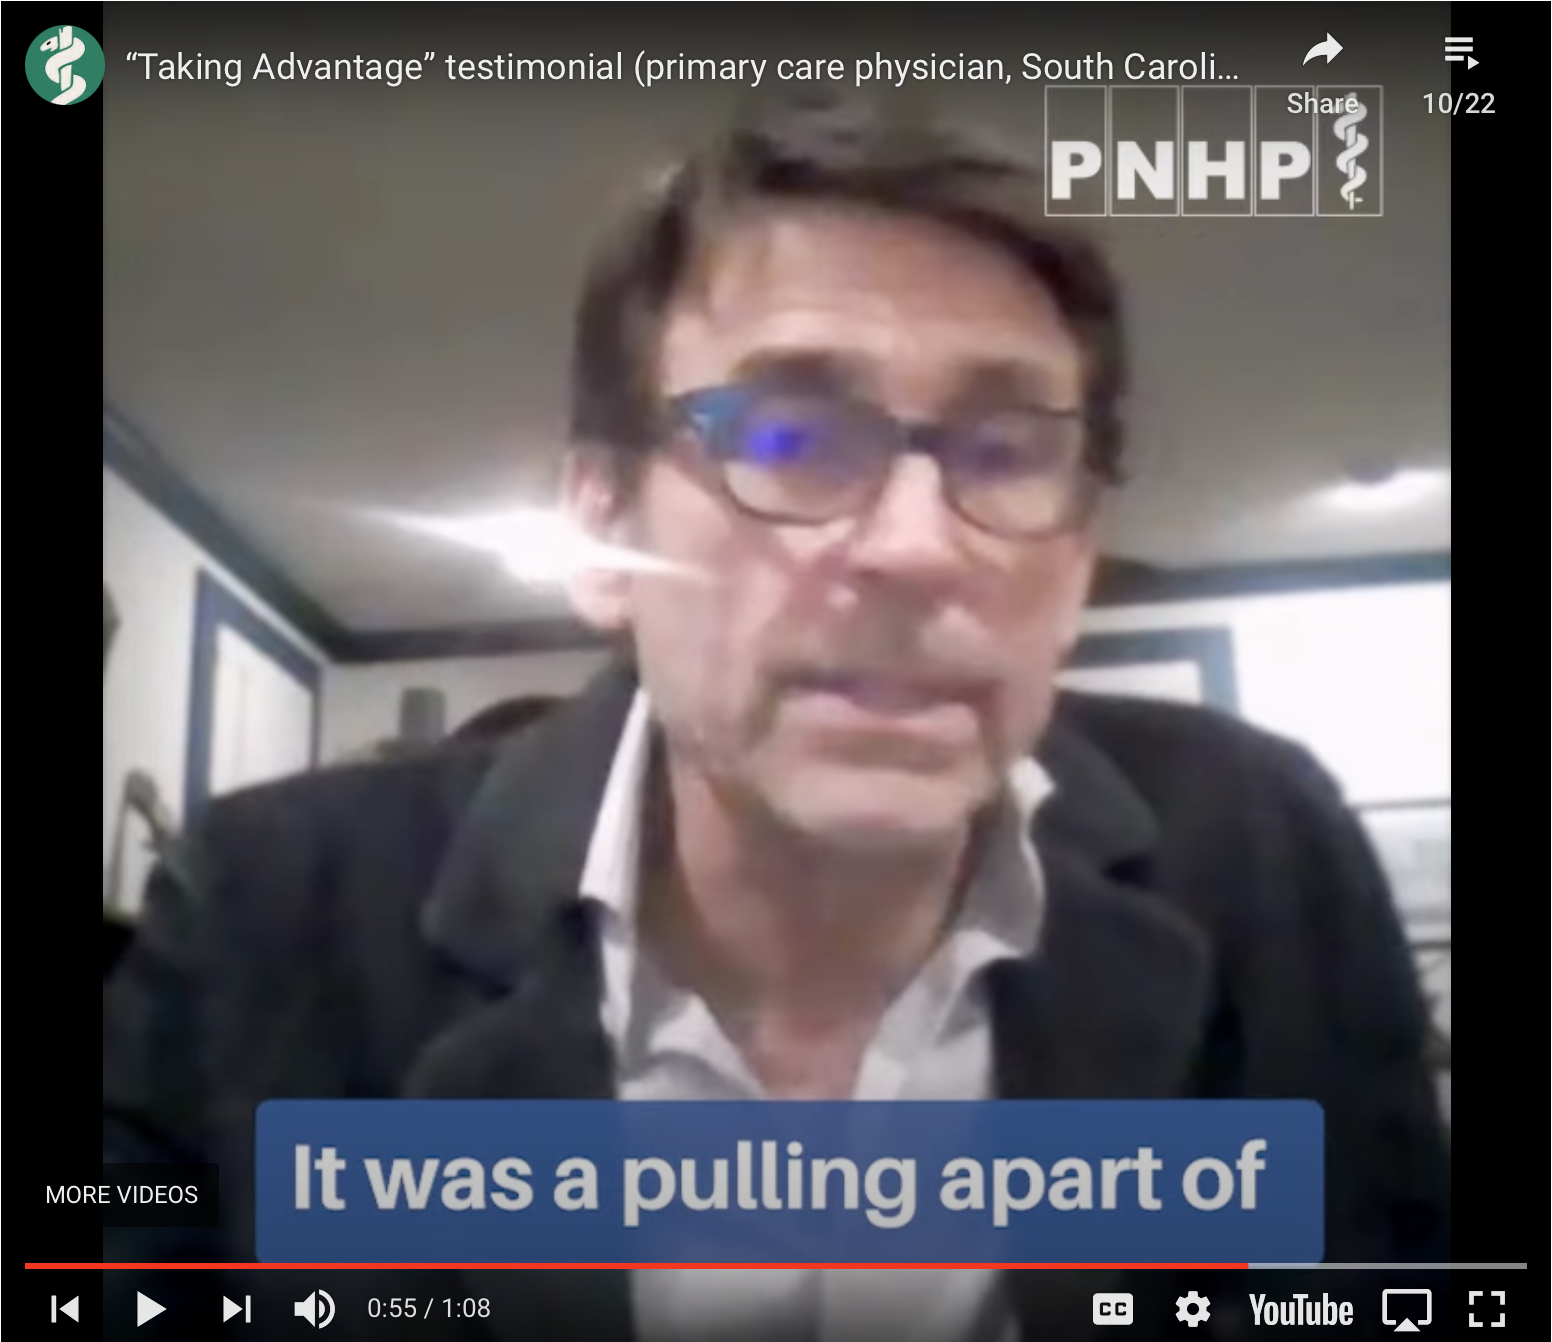 “Taking Advantage” testimonial (primary care physician, South Caroli...
Share
10/22
PNHP
It was a pulling apart of
MORE VIDEOS
0:55 / 1:08
CC
YouTube